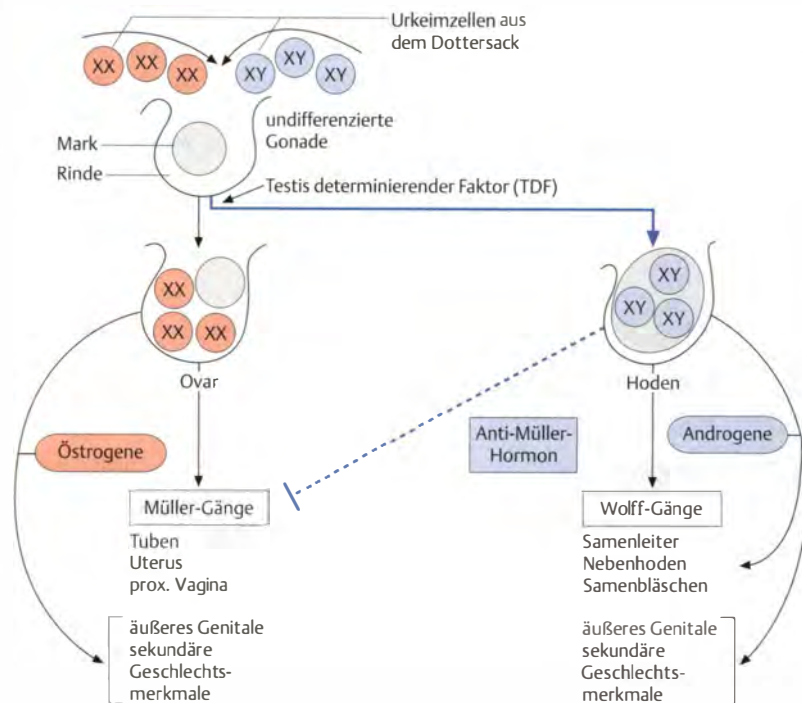 Urkeimzellen aus
dem Dottersack
XX
XX
XX
XY
XY
XY
undifferenzierte
Gonade
Mark
Rinde
Testis determinierender Faktor (TDF)
XX
XX
XX
XY
XY
XY
Ovar
Hoden
Östrogene
Anti-Müller-
Hormon
Androgene
Müller-Gänge
Tuben
Uterus
prox. Vagina
Wolff-Gänge
Samenleiter
Nebenhoden
Samenbläschen
äußeres Genitale
sekundäre
Geschlechts-
merkmale
äußeres Genitale
sekundäre
Geschlechts-
merkmale